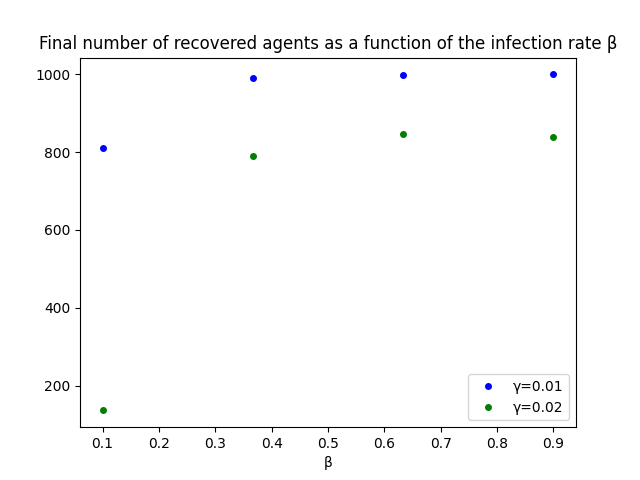 Final number of recovered agents as a function of the infection rate β
1000
800
600
400
200
0.1 0.2 0.3 0.4 0.5 0.6 0.7 0.8 0.9
β
γ=0.01
γ=0.02